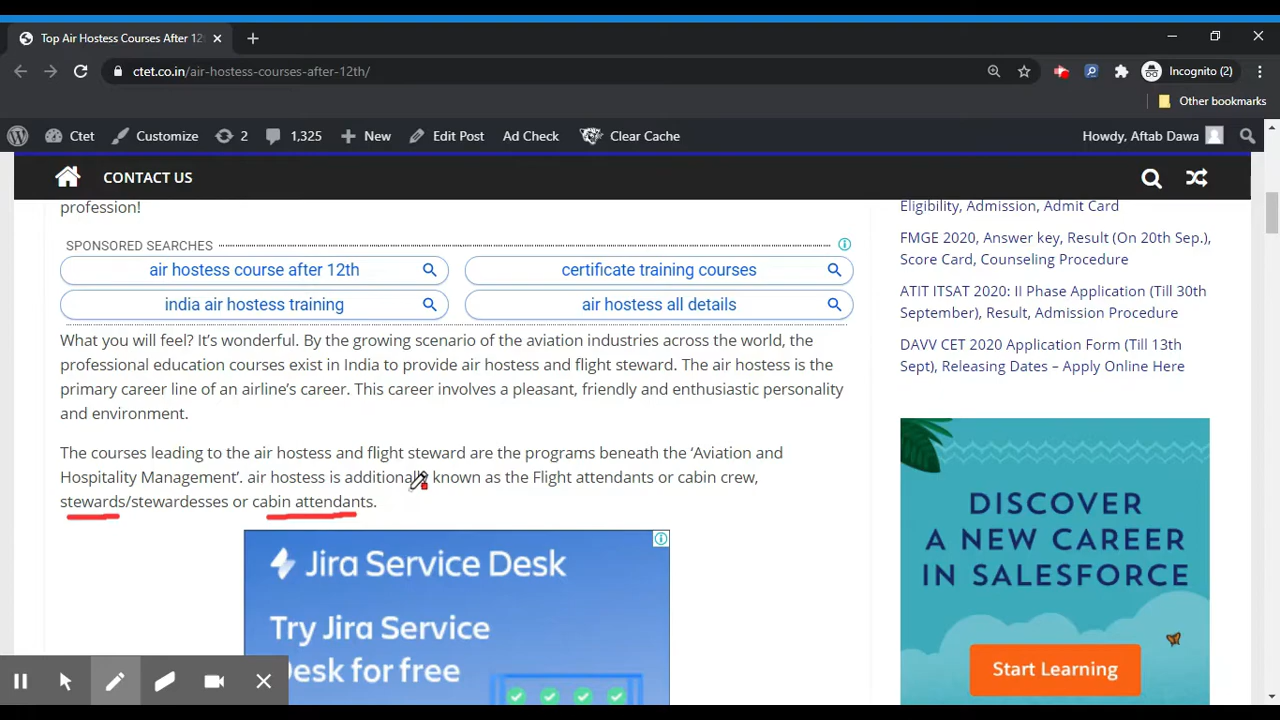 Top Air Hostess Courses After 12
ctet.co.in/air-hostess-courses-after-12th/
Incognito (2)
Other bookmarks
Ctet
Customize
2
1,325
New
Edit Post
Ad Check
Clear Cache
Howdy, Aftab Dawa
CONTACT US
profession!
SPONSORED SEARCHES
air hostess course after 12th
certificate training courses
india air hostess training
air hostess all details
What you will feel? It's wonderful. By the growing scenario of the aviation industries across the world, the
professional education courses exist in India to provide air hostess and flight steward. The air hostess is the
primary career line of an airline's career. This career involves a pleasant, friendly and enthusiastic personality
and environment.
The courses leading to the air hostess and flight steward are the programs beneath the ‘Aviation and
Hospitality Management’. air hostess is additionally known as the Flight attendants or cabin crew,
stewards/stewardesses or cabin attendants.
Jira Service Desk
Try Jira Service
Desk for free
Eligibility, Admission, Admit Card
FMGE 2020, Answer key, Result (On 20th Sep.),
Score Card, Counseling Procedure
ATIT ITSAT 2020: II Phase Application (Till 30th
September), Result, Admission Procedure
DAVV CET 2020 Application Form (Till 13th
Sept), Releasing Dates – Apply Online Here
DISCOVER
A NEW CAREER
IN SALESFORCE
Start Learning